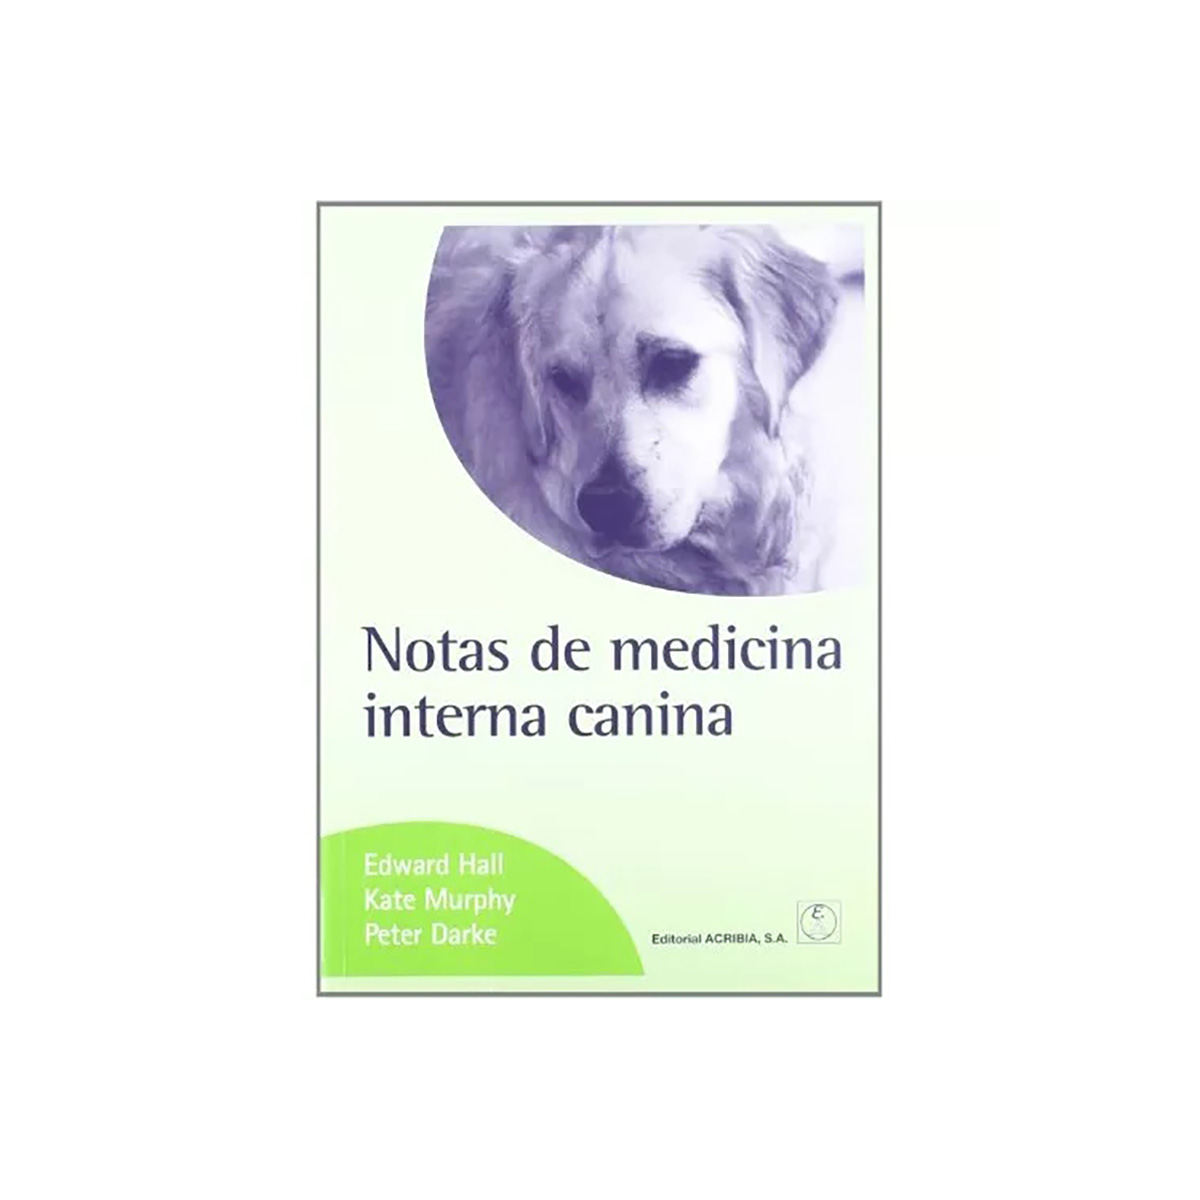 Notas de medicina
interna canina
Edward Hall
Kate Murphy
Peter Darke
Editorial ACRIBIA, S.A.